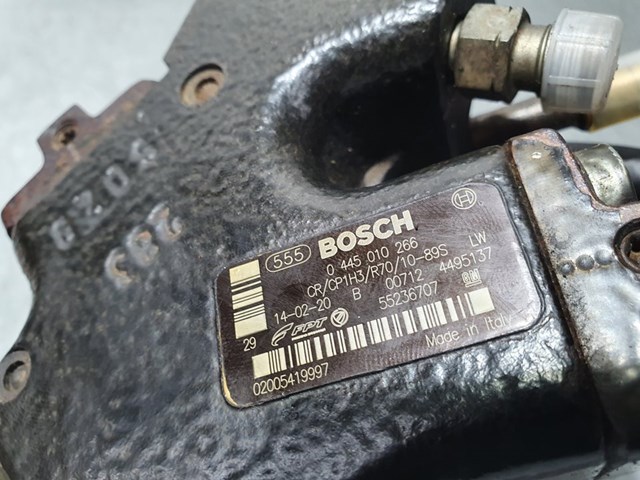 555 BOSCH
0 445 010 266
CR/CP1H3/R70/10-89S LW
14-02-20 B 00712 4495137
29 FPT 55236707 GM
Made in Italy
02005419997